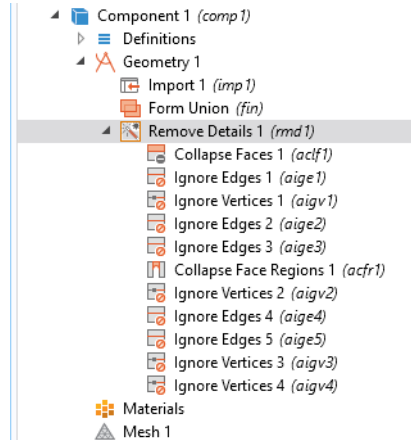 Component 1 (comp1)
Definitions
Geometry 1
Import 1 (imp1)
Form Union (fin)
Remove Details 1 (rmd1)
Collapse Faces 1 (aclf1)
Ignore Edges 1 (aige1)
Ignore Vertices 1 (aigv1)
Ignore Edges 2 (aige2)
Ignore Edges 3 (aige3)
Collapse Face Regions 1 (acfr1)
Ignore Vertices 2 (aigv2)
Ignore Edges 4 (aige4)
Ignore Edges 5 (aige5)
Ignore Vertices 3 (aigv3)
Ignore Vertices 4 (aigv4)
Materials
Mesh 1